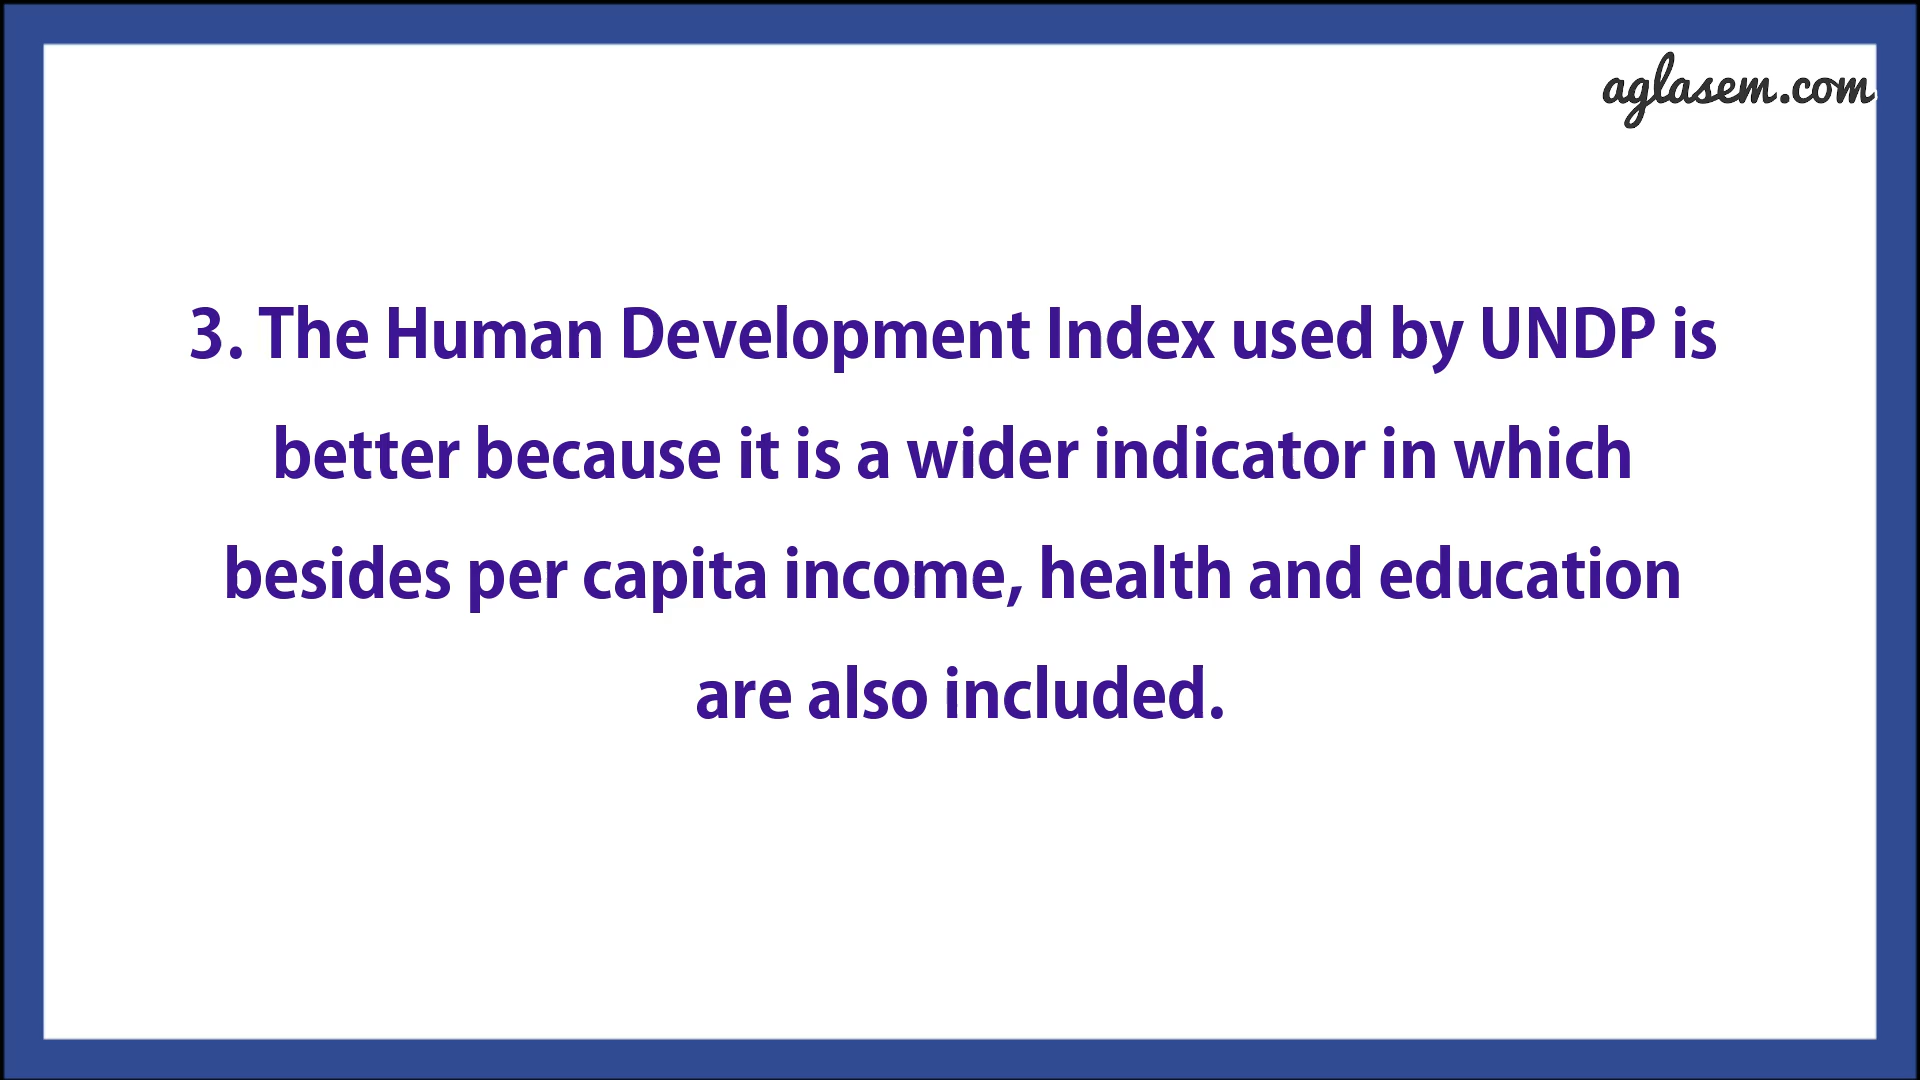 aglasem.com
3. The Human Development Index used by UNDP is
better because it is a wider indicator in which
besides per capita income, health and education
are also included.